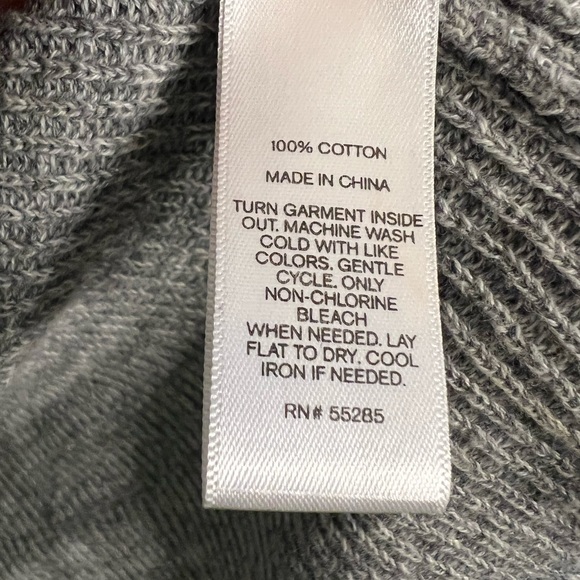 100% COTTON
MADE IN CHINA
TURN GARMENT INSIDE
OUT. MACHINE WASH
COLD WITH LIKE
COLORS. GENTLE
CYCLE. ONLY
NON-CHLORINE
BLEACH
WHEN NEEDED. LAY
FLAT TO DRY. COOL
IRON IF NEEDED.
RN# 55285